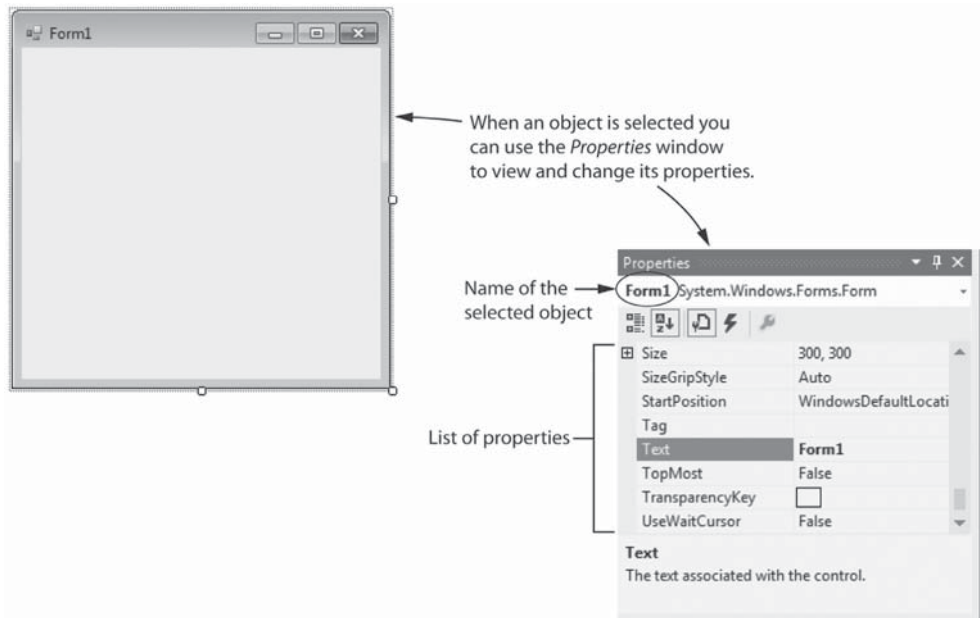 Form1
When an object is selected you
can use the Properties window
to view and change its properties.
Properties
Name of the
selected object
Form1 System.Windows.Forms.Form
List of properties
Size 300, 300
SizeGripStyle Auto
StartPosition WindowsDefaultLocati
Tag
Text Form1
TopMost False
TransparencyKey
UseWaitCursor False
Text
The text associated with the control.